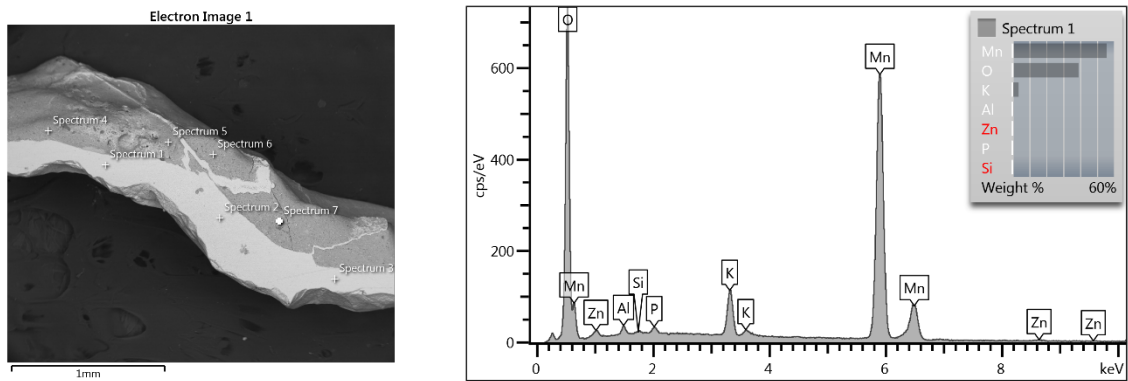 Electron Image 1
Spectrum 4
Spectrum 5
Spectrum 6
Spectrum 1
Spectrum 2
Spectrum 7
Spectrum 3
1mm
cps/eV
600
400
200
0
O
Mn
Zn
Al
Si
P
K
K
Mn
Mn
Zn
Zn
0
2
4
6
8
keV
Spectrum 1
Mn
O
K
Al
Zn
P
Si
Weight % 60%